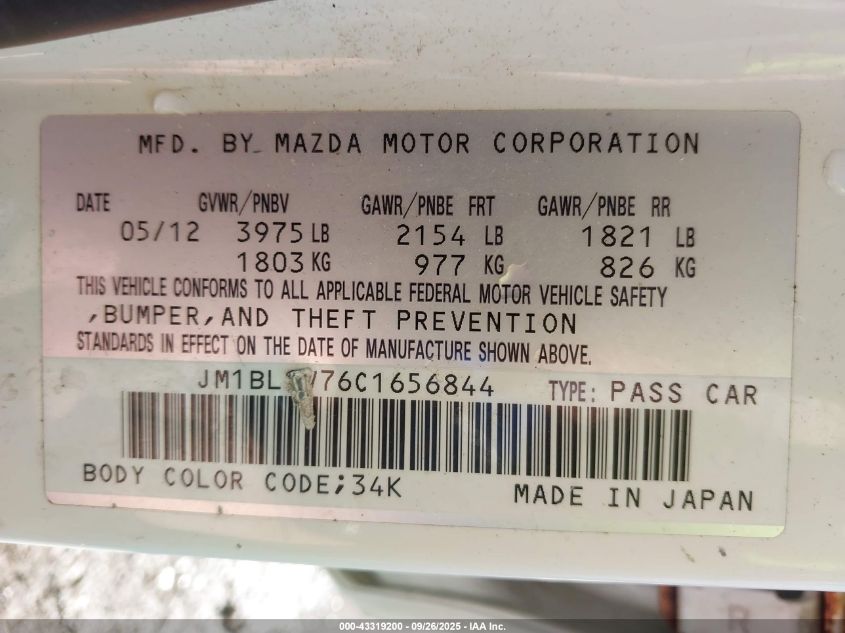 MFD. BY MAZDA MOTOR CORPORATION
DATE GVWR/PNBV GAWR/PNBE FRT GAWR/PNBE RR
05/12 3975 LB 2154 LB 1821 LB
1803 KG 977 KG 826 KG
THIS VEHICLE CONFORMS TO ALL APPLICABLE FEDERAL MOTOR VEHICLE SAFETY
,BUMPER,AND THEFT PREVENTION
STANDARDS IN EFFECT ON THE DATE OF MANUFACTURE SHOWN ABOVE.
TYPE: PASS CAR
BODY COLOR CODE;34K
MADE IN JAPAN
000-43319200 - 09/26/2025 - IAA Inc.